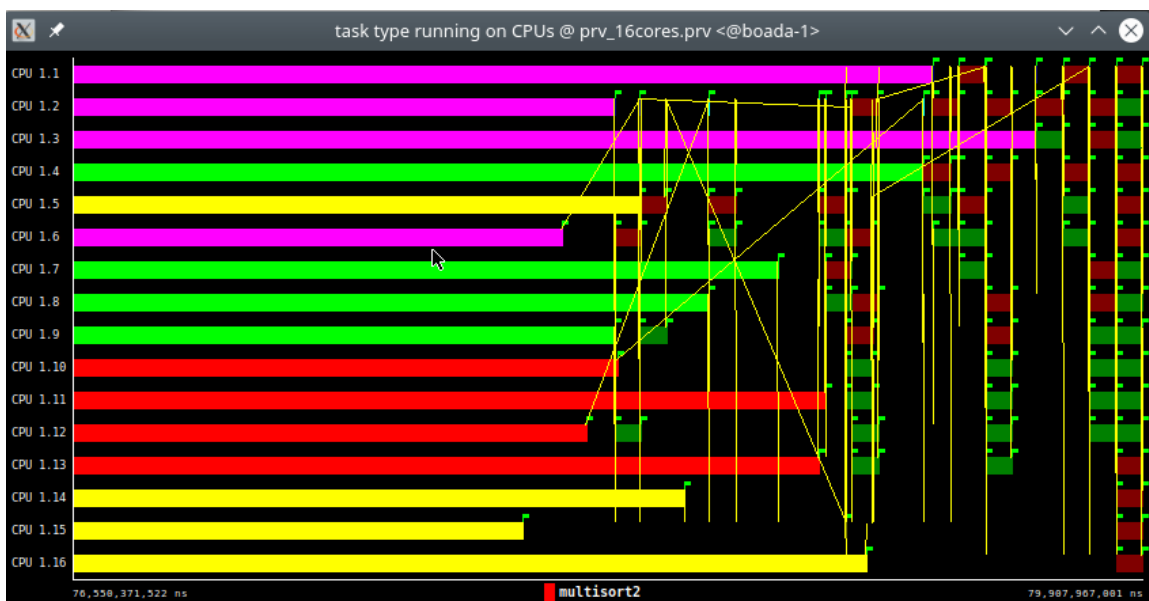 task type running on CPUs @ prv_16cores.prv <@boada-1>
CPU 1.1
CPU 1.2
CPU 1.3
CPU 1.4
CPU 1.5
CPU 1.6
CPU 1.7
CPU 1.8
CPU 1.9
CPU 1.10
CPU 1.11
CPU 1.12
CPU 1.13
CPU 1.14
CPU 1.15
CPU 1.16
76,550,371,522 ns multisort2 79,907,967,001 ns